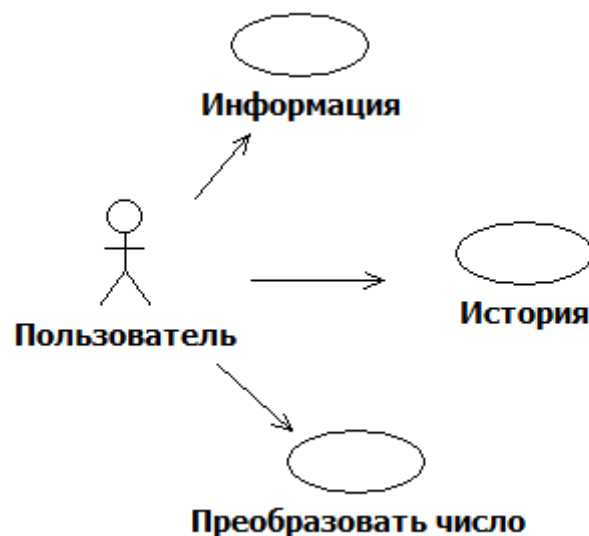 Информация
История
Пользователь
Преобразовать число